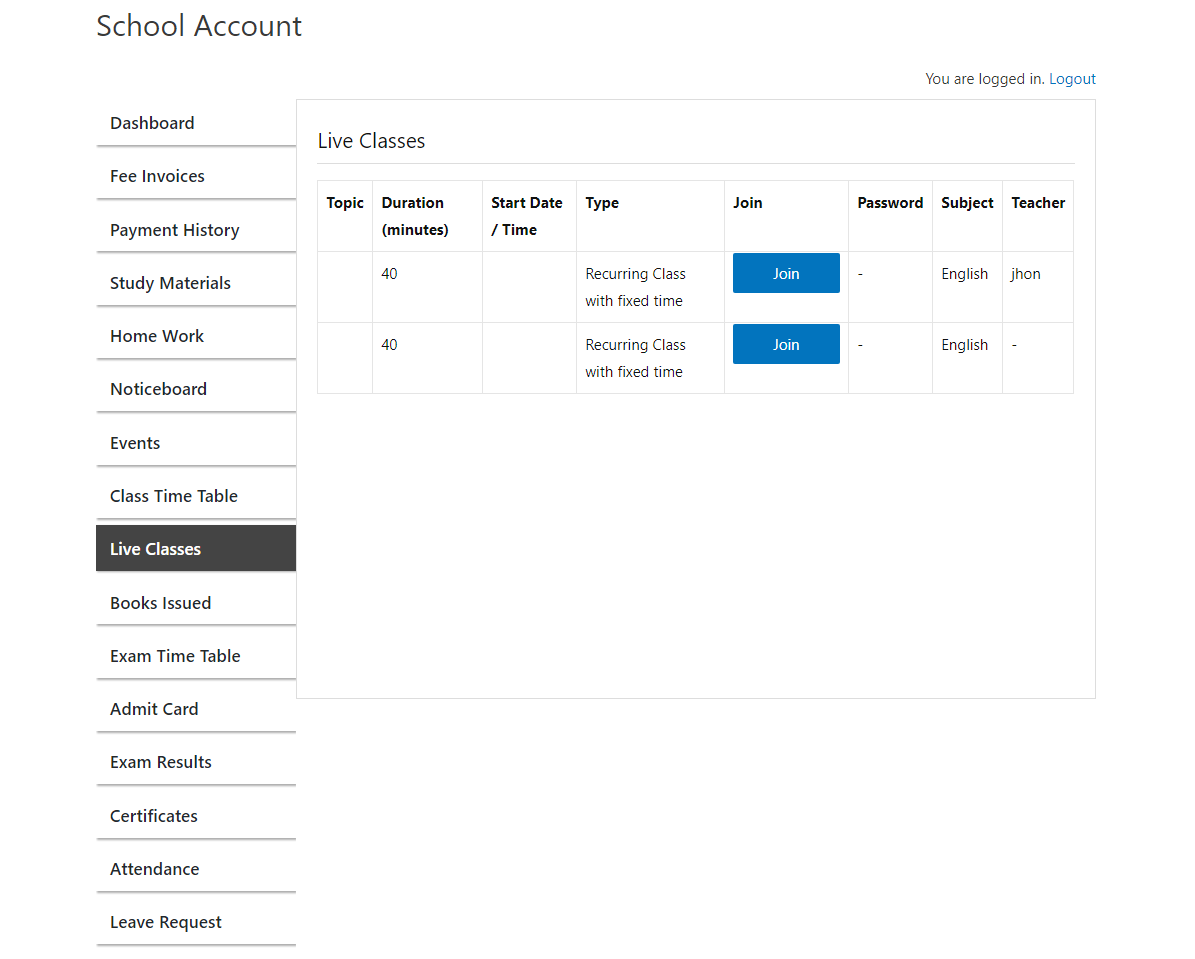 School Account
You are logged in. Logout
Dashboard
Fee Invoices
Payment History
Study Materials
Home Work
Noticeboard
Events
Class Time Table
Live Classes
Books Issued
Exam Time Table
Admit Card
Exam Results
Certificates
Attendance
Leave Request
Live Classes
Topic Duration (minutes) Start Date / Time Type Join Password Subject Teacher
40 Recurring Class with fixed time Join - English jhon
40 Recurring Class with fixed time Join - English -